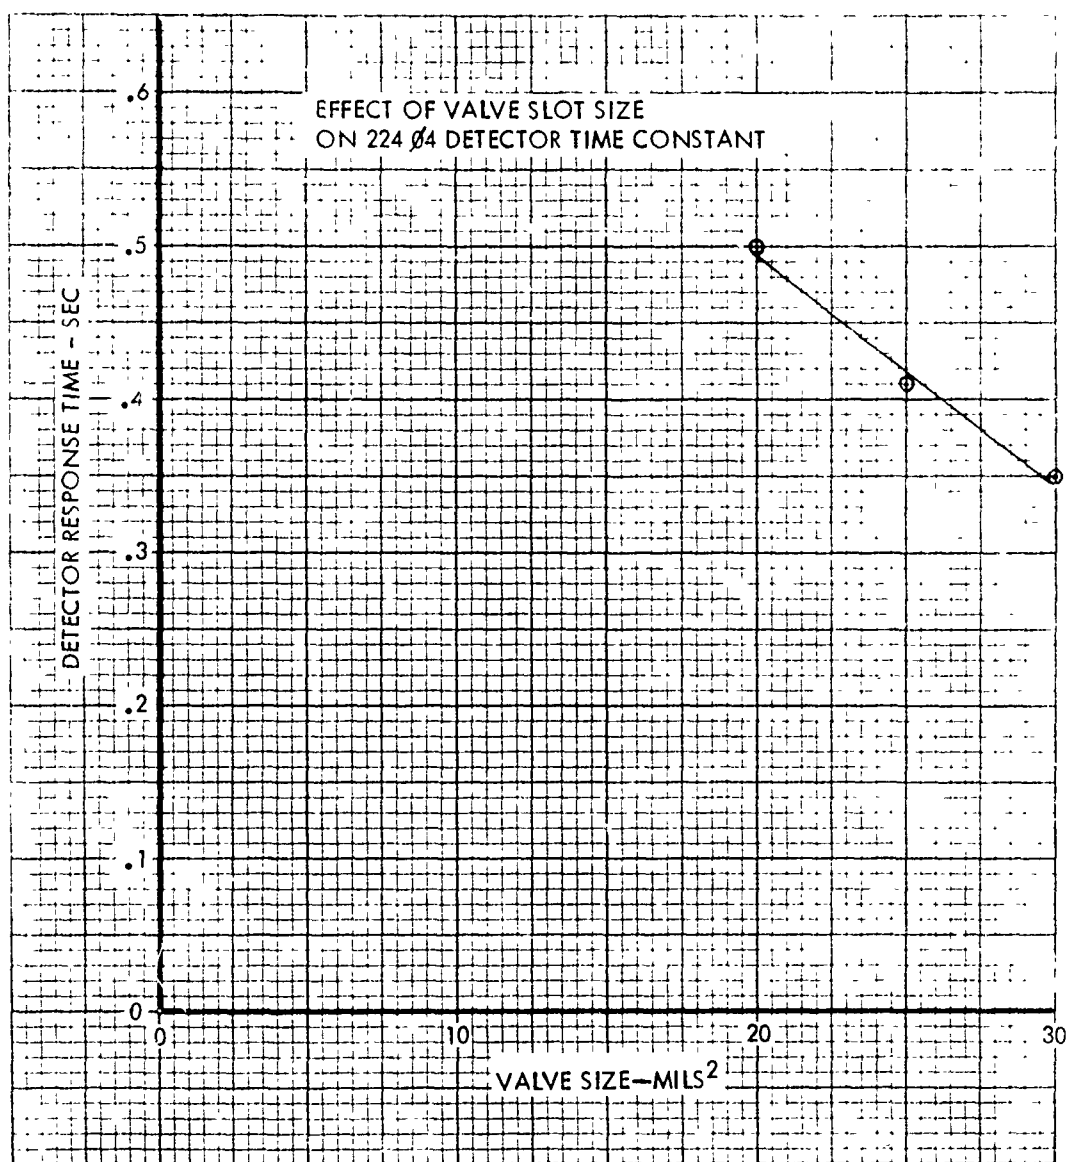 EFFECT OF VALVE SLOT SIZE
ON 224 Ø4 DETECTOR TIME CONSTANT
DETECTOR RESPONSE TIME - SEC
.6
.5
.4
.3
.2
.1
0
0 10 20 30
VALVE SIZE-MILS²